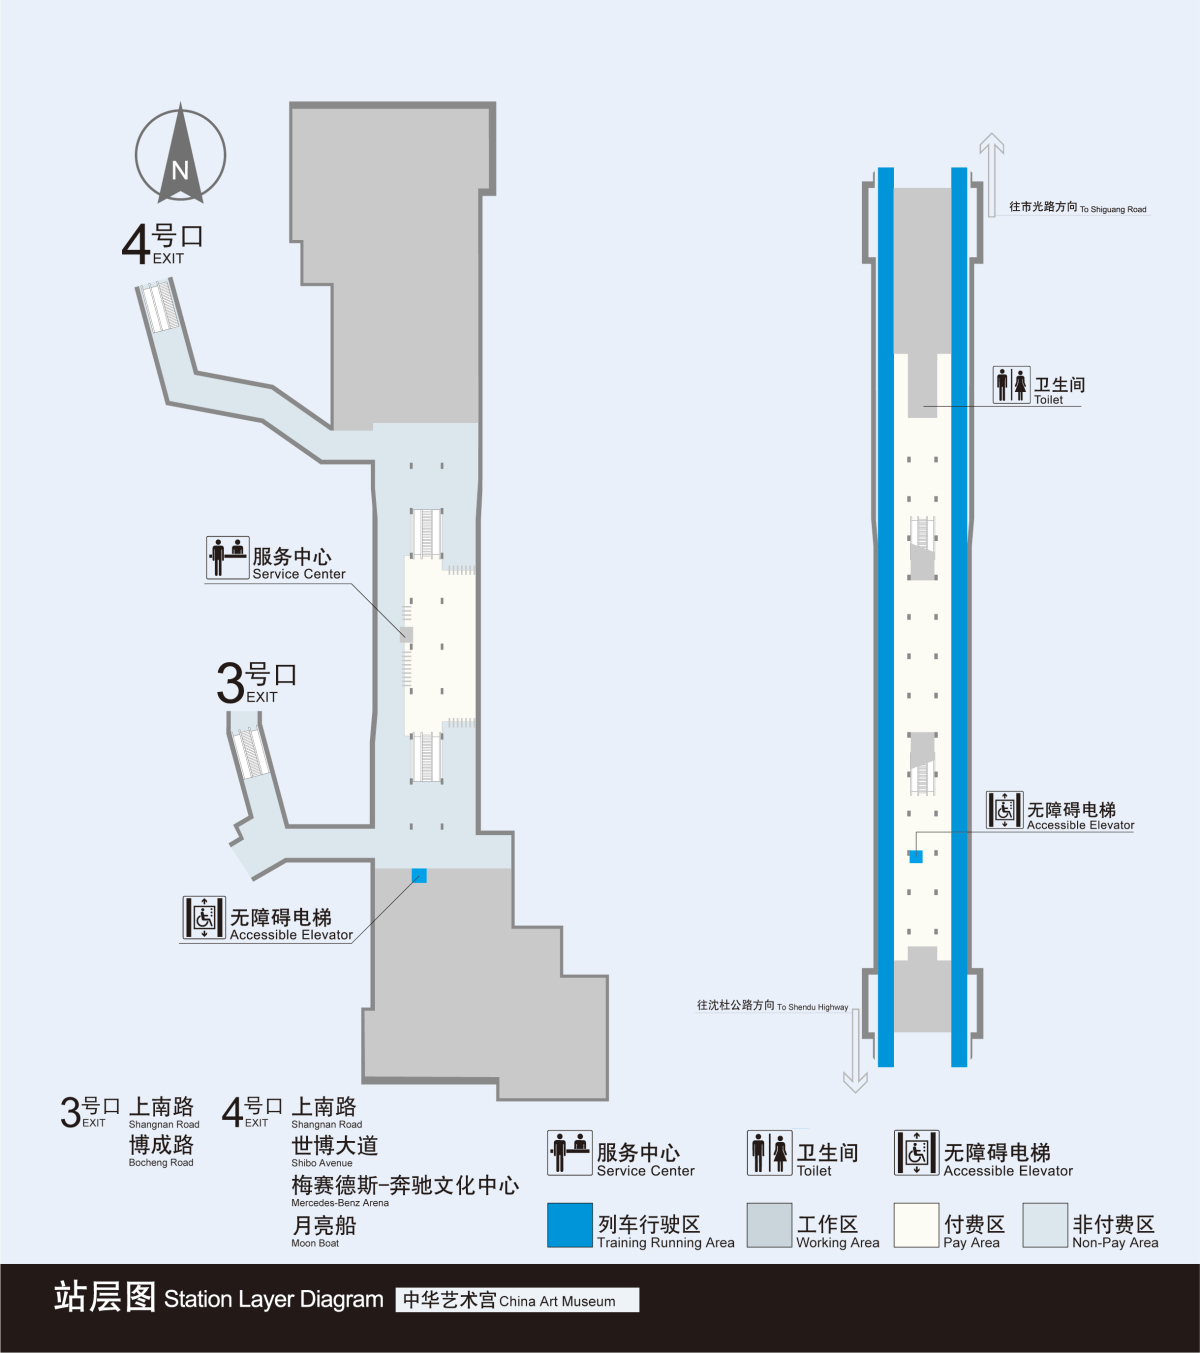 N
4号口
EXIT
往市光路方向 To Shiguang Road
卫生间
Toilet
服务中心
Service Center
3号口
EXIT
无障碍电梯
Accessible Elevator
无障碍电梯
Accessible Elevator
往沈杜公路方向 To Shendu Highway
3号口
EXIT
上南路
Shangnan Road
博成路
Bocheng Road
4号口
EXIT
上南路
Shangnan Road
世博大道
Shibo Avenue
梅赛德斯-奔驰文化中心
Mercedes-Benz Arena
月亮船
Moon Boat
服务中心
Service Center
卫生间
Toilet
无障碍电梯
Accessible Elevator
列车行驶区
Training Running Area
工作区
Working Area
付费区
Pay Area
非付费区
Non-Pay Area
站层图 Station Layer Diagram 中华艺术宫 China Art Museum